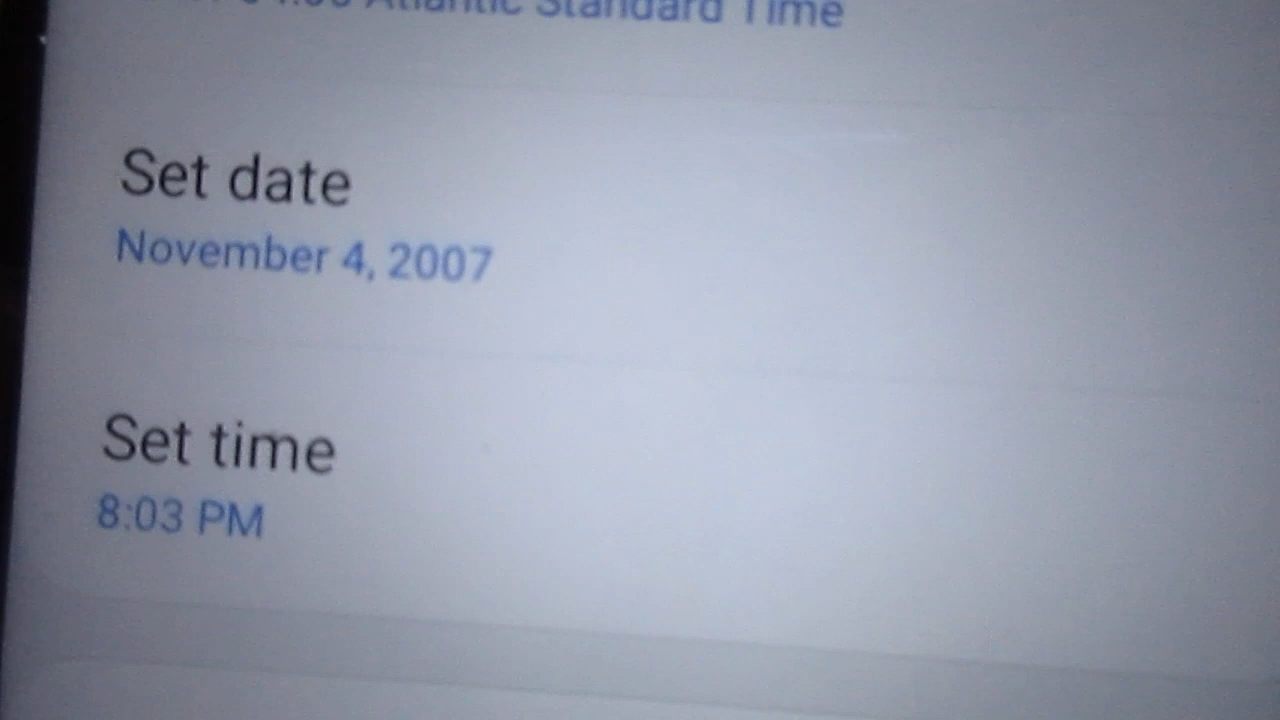 Atlantic Standard Time
Set date
November 4, 2007
Set time
8:03 PM